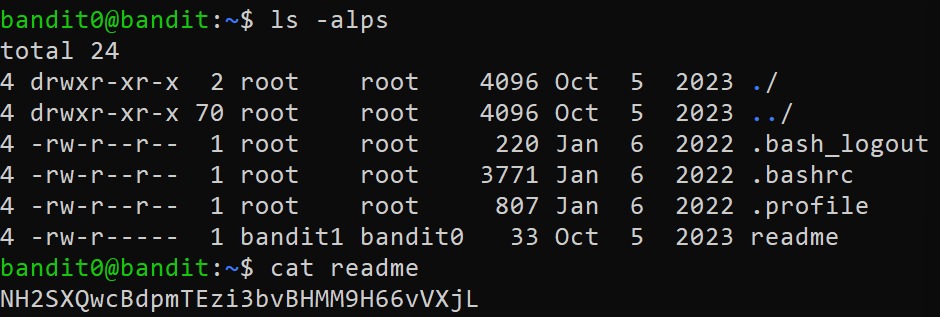 bandit0@bandit:~$ ls -alps
total 24
4 drwxr-xr-x  2 root    root    4096 Oct  5  2023 ./
4 drwxr-xr-x 70 root    root    4096 Oct  5  2023 ../
4 -rw-r--r--  1 root    root     220 Jan  6  2022 .bash_logout
4 -rw-r--r--  1 root    root    3771 Jan  6  2022 .bashrc
4 -rw-r--r--  1 root    root     807 Jan  6  2022 .profile
4 -rw-r-----  1 bandit1 bandit0   33 Oct  5  2023 readme
bandit0@bandit:~$ cat readme
NH2SXQwcBdpmTEzi3bvBHMM9H66vVXjL